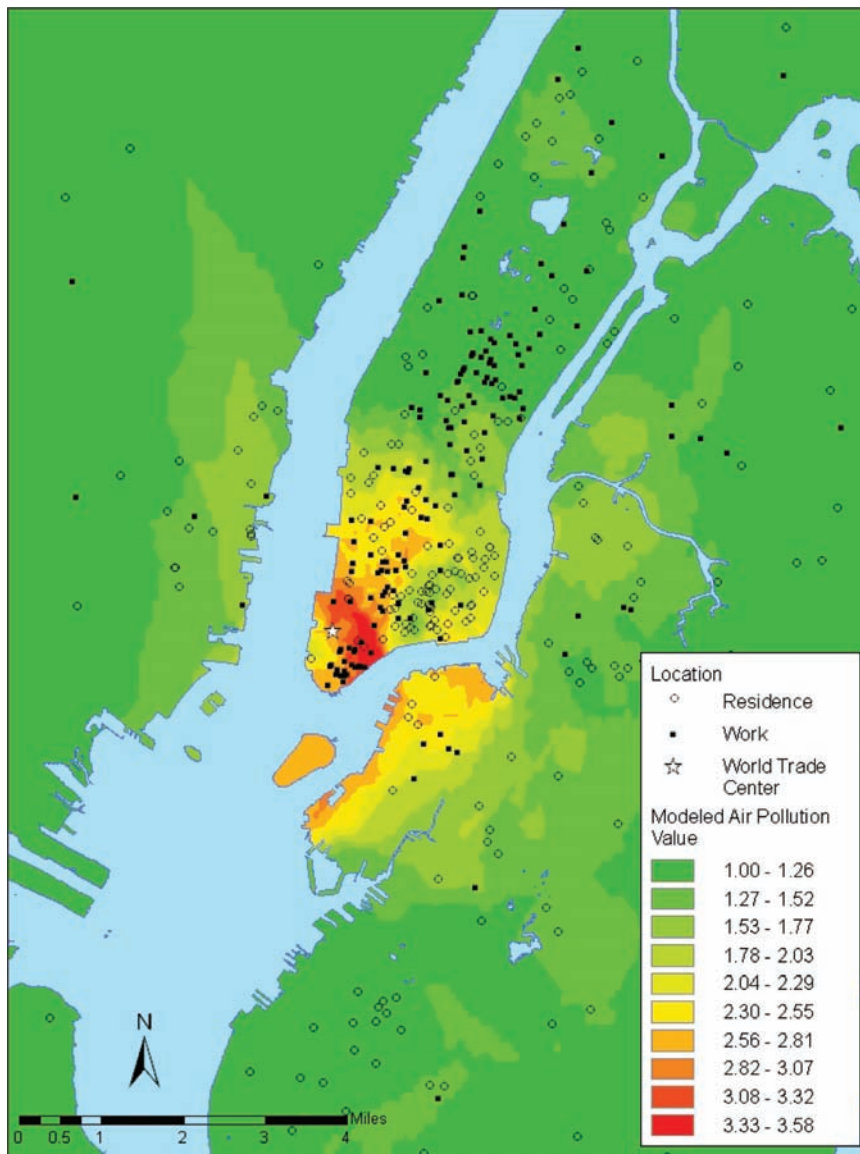 Location
Residence
Work
World Trade
Center
Modeled Air Pollution
Value
1.00 - 1.26
1.27 - 1.52
1.53 - 1.77
1.78 - 2.03
2.04 - 2.29
2.30 - 2.55
2.56 - 2.81
2.82 - 3.07
3.08 - 3.32
3.33 - 3.58
N
Miles
0 0.5 1 2 3 4